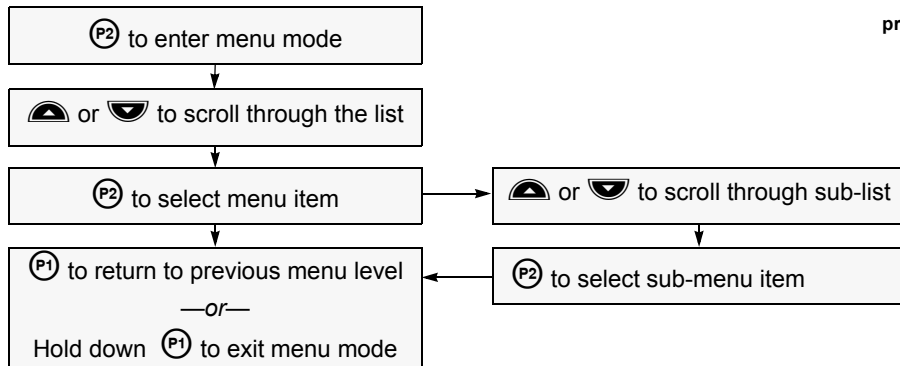 P2 to enter menu mode
pr
or to scroll through the list
P2 to select menu item
or to scroll through sub-list
P1 to return to previous menu level
—or—
Hold down P1 to exit menu mode
P2 to select sub-menu item